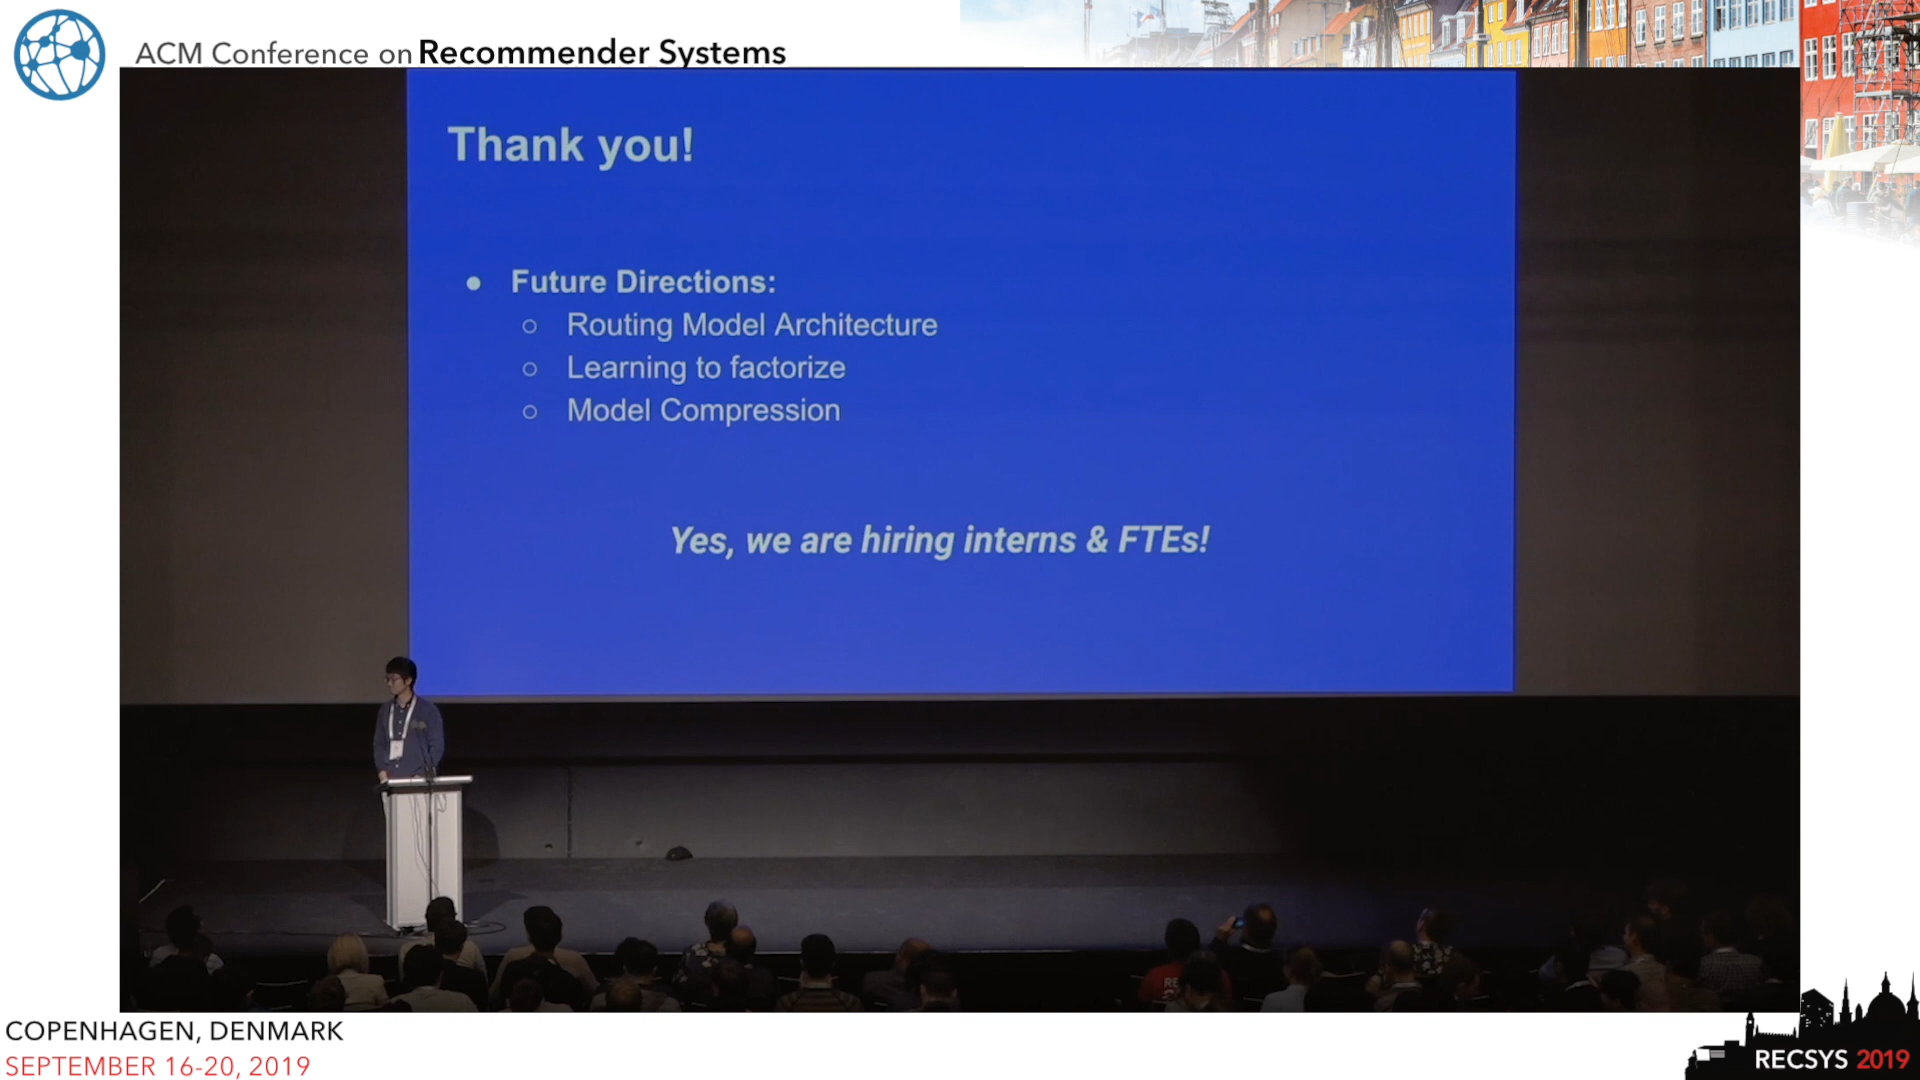 ACM Conference on Recommender Systems
Thank you!
● Future Directions:
○ Routing Model Architecture
○ Learning to factorize
○ Model Compression
Yes, we are hiring interns & FTEs!
RE
COPENHAGEN, DENMARK
SEPTEMBER 16-20, 2019
RECSYS 2019